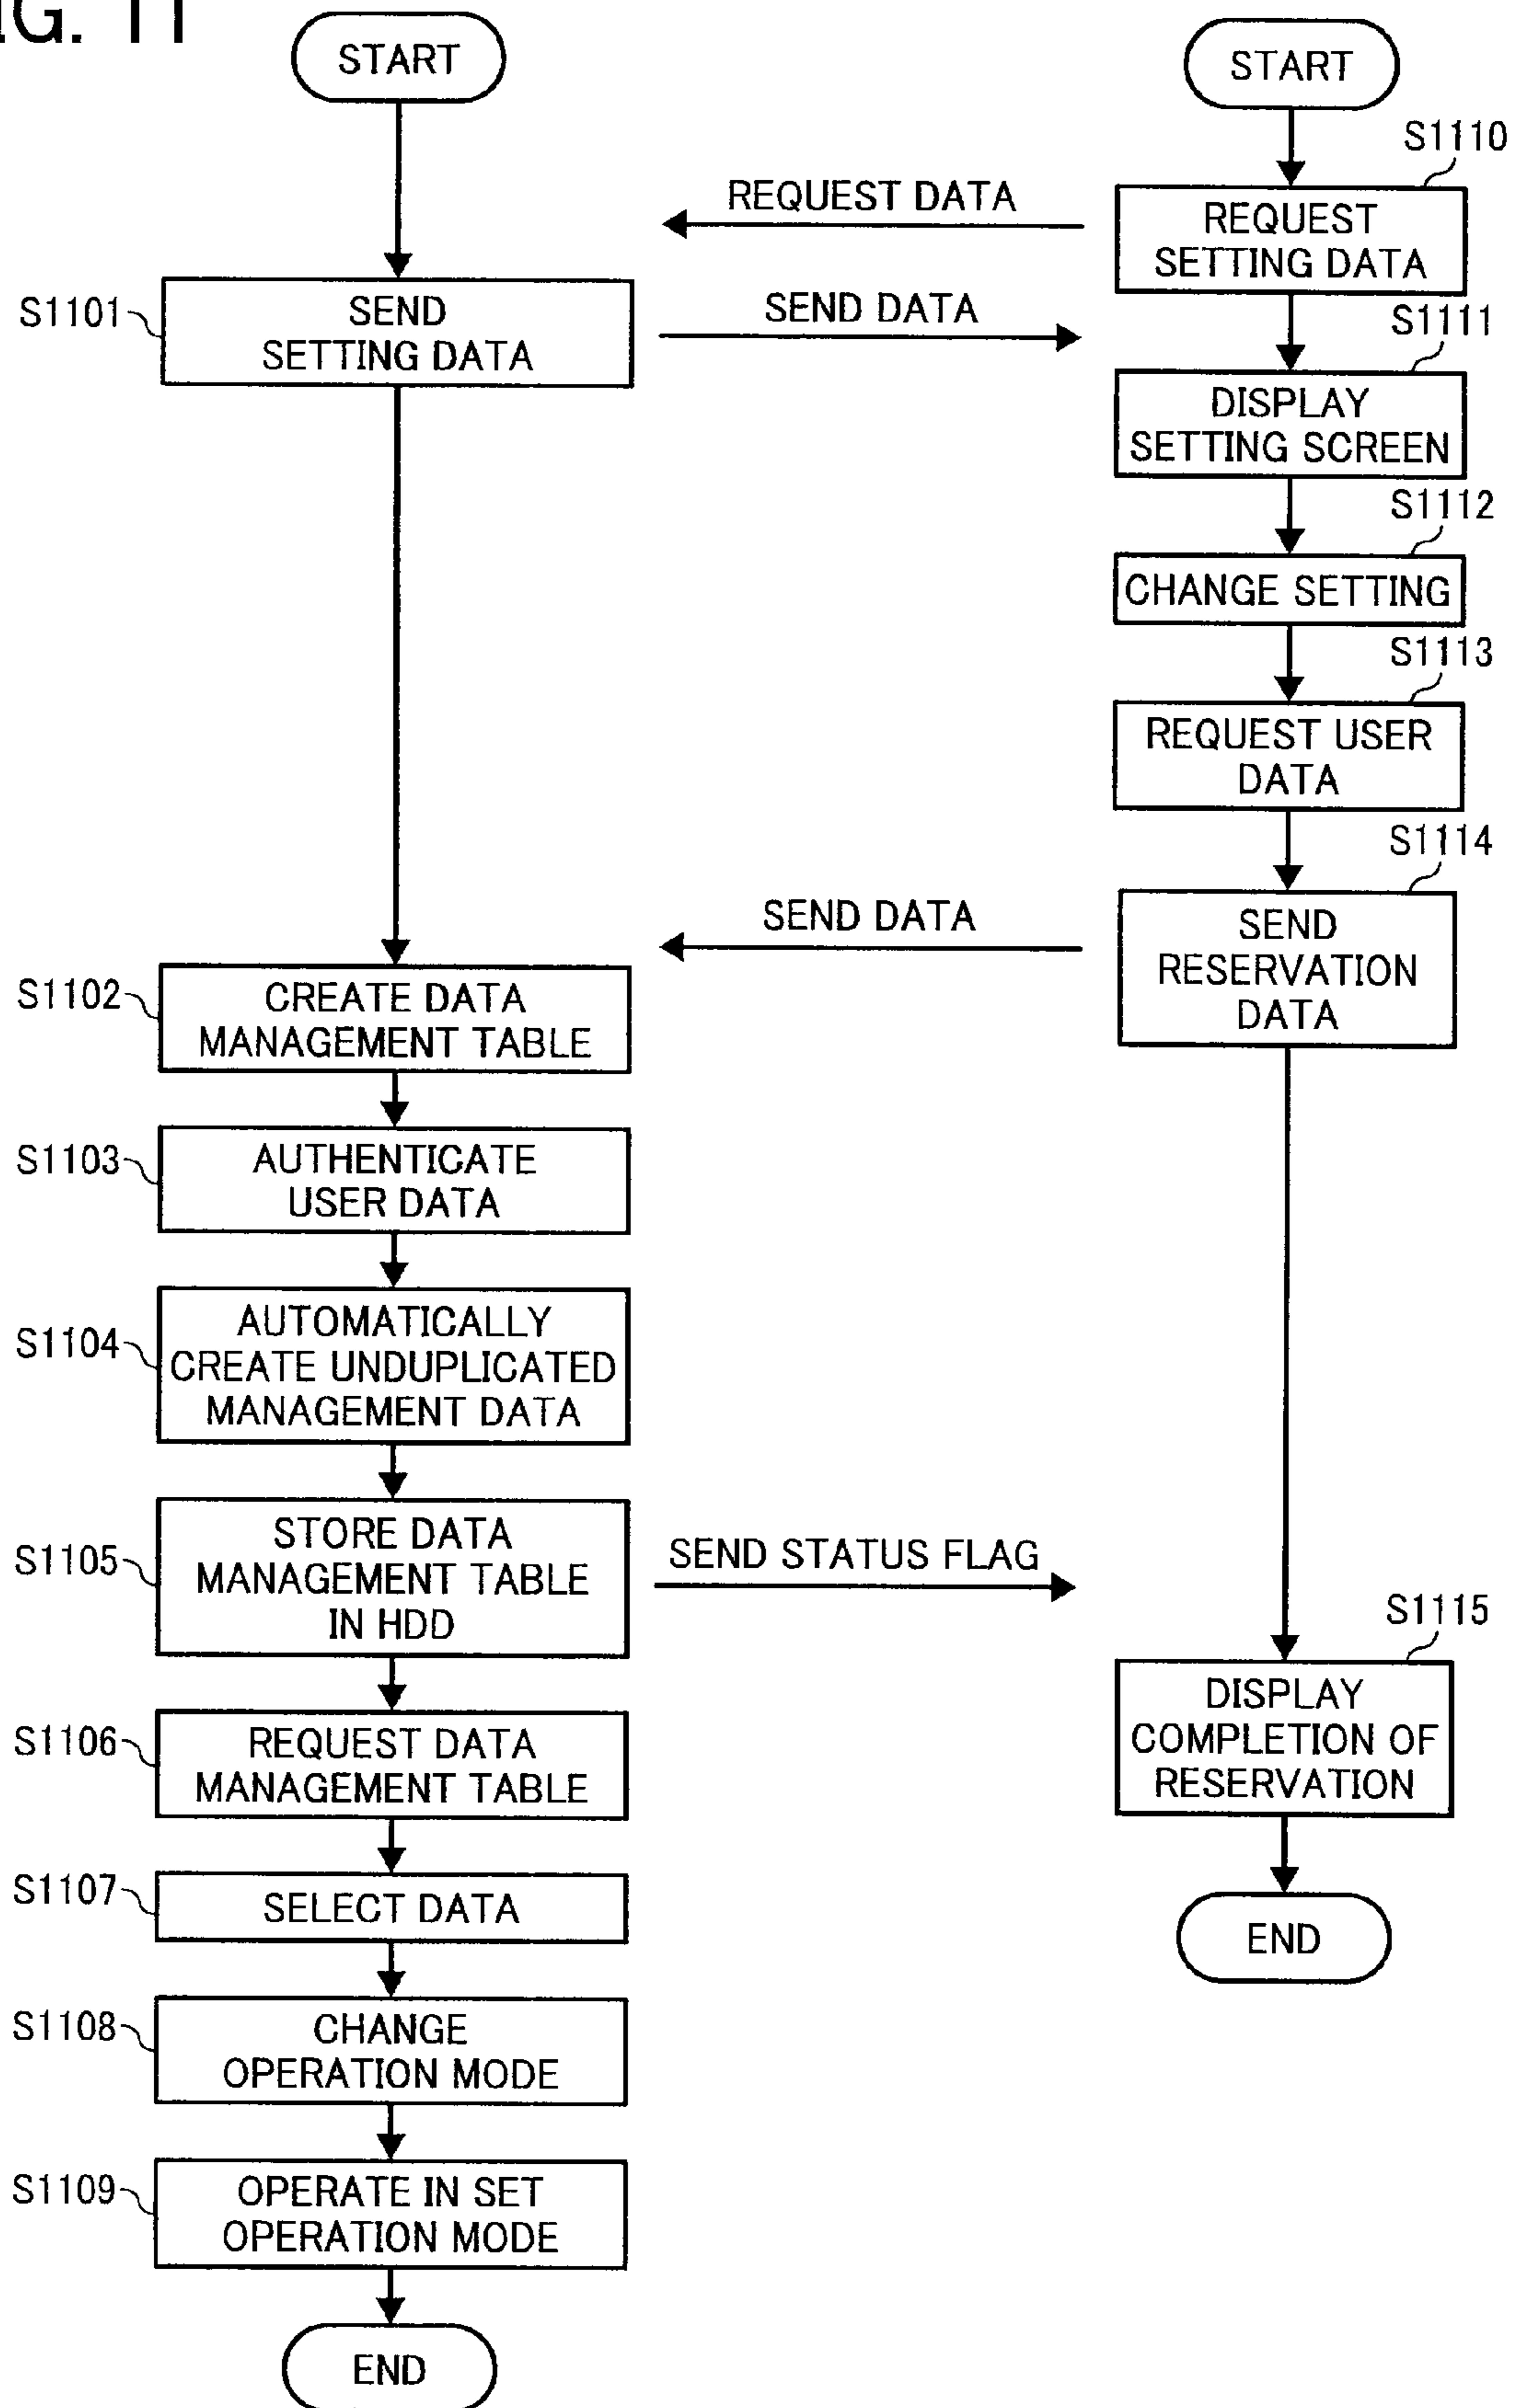 FIG. 11
START
S1101
SEND
SETTING DATA
S1102
CREATE DATA
MANAGEMENT TABLE
S1103
AUTHENTICATE
USER DATA
S1104
AUTOMATICALLY
CREATE UNDUPLICATED
MANAGEMENT DATA
S1105
STORE DATA
MANAGEMENT TABLE
IN HDD
S1106
REQUEST DATA
MANAGEMENT TABLE
S1107
SELECT DATA
S1108
CHANGE
OPERATION MODE
S1109
OPERATE IN SET
OPERATION MODE
END
REQUEST DATA
SEND DATA
SEND DATA
SEND STATUS FLAG
START
S1110
REQUEST
SETTING DATA
S1111
DISPLAY
SETTING SCREEN
S1112
CHANGE SETTING
S1113
REQUEST USER
DATA
S1114
SEND
RESERVATION
DATA
S1115
DISPLAY
COMPLETION OF
RESERVATION
END